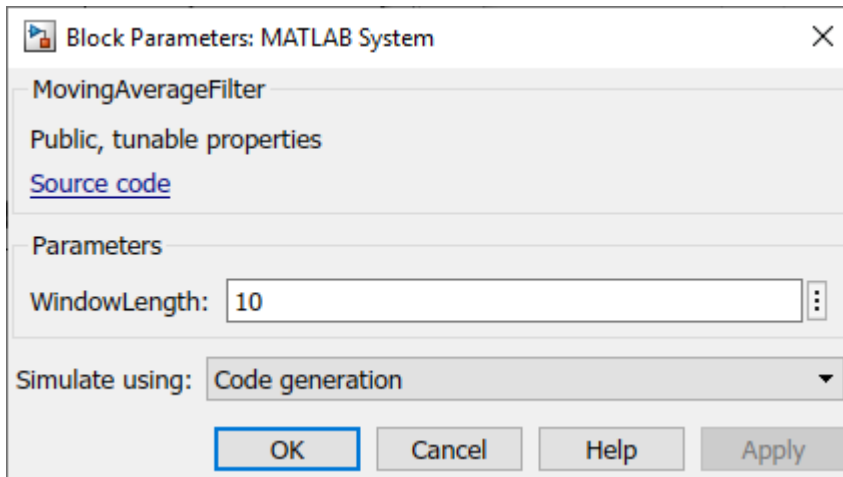 Block Parameters: MATLAB System
MovingAverageFilter
Public, tunable properties
Source code
Parameters
WindowLength: 10
Simulate using: Code generation
OK Cancel Help Apply